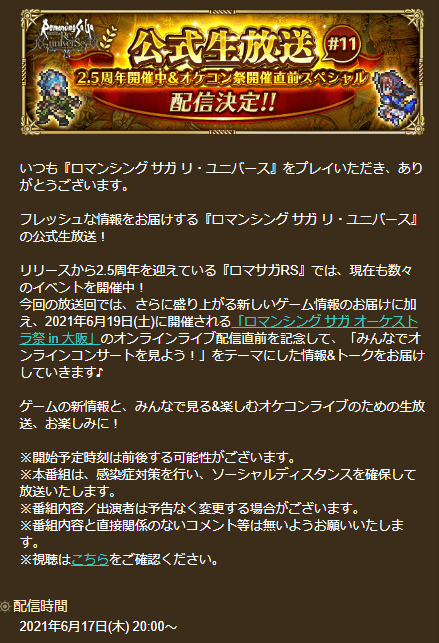 Romancing SaGa
Re:universe
公式生放送 #11
2.5周年開催中&オケコン祭開催直前スペシャル
配信決定!!
いつも『ロマンシング サガ リ・ユニバース』をプレイいただき、あり
がとうございます。
フレッシュな情報をお届けする『ロマンシング サガ リ・ユニバース』
の公式生放送！
リリースから2.5周年を迎えている『ロマサガRS』では、現在も数々
のイベントを開催中！
今回の放送回では、さらに盛り上がる新しいゲーム情報のお届けに加
え、2021年6月19日(土)に開催される「ロマンシング サガ オーケスト
ラ祭 in 大阪」のオンラインライブ配信直前を記念して、「みんなでオ
ンラインコンサートを見よう！」をテーマにした情報&トークをお届け
していきます♪
ゲームの新情報と、みんなで見る&楽しむオケコンライブのための生放
送、お楽しみに！
※開始予定時刻は前後する可能性がございます。
※本番組は、感染症対策を行い、ソーシャルディスタンスを確保して
放送いたします。
※番組内容／出演者は予告なく変更する場合がございます。
※番組内容と直接関係のないコメント等は無いようお願いいたしま
す。
※視聴はこちらをご確認ください。
配信時間
2021年6月17日(木) 20:00～